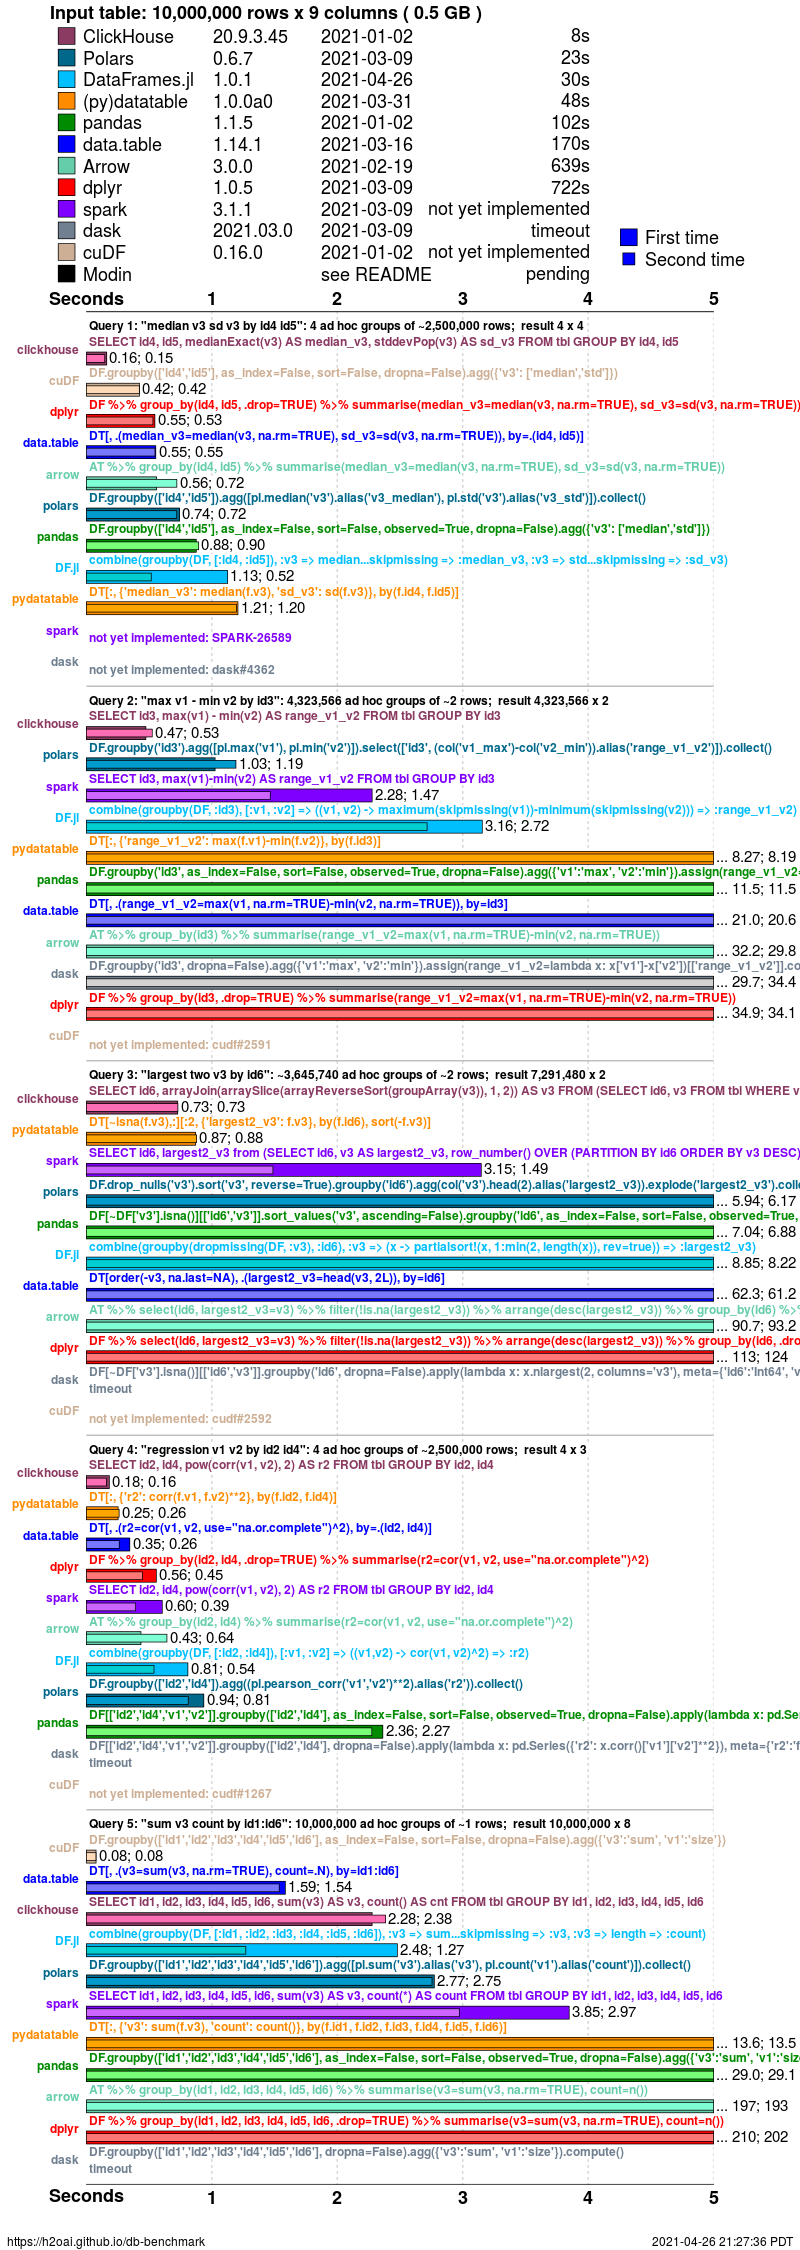 Input table: 10,000,000 rows x 9 columns ( 0.5 GB )
ClickHouse 20.9.3.45 2021-01-02 8s
Polars 0.6.7 2021-03-09 23s
DataFrames.jl 1.0.1 2021-04-26 30s
(py)datatable 1.0.0a0 2021-03-31 48s
pandas 1.1.5 2021-01-02 102s
data.table 1.14.1 2021-03-16 170s
Arrow 3.0.0 2021-02-19 639s
dplyr 1.0.5 2021-03-09 722s
spark 3.1.1 2021-03-09 not yet implemented
dask 2021.03.0 2021-03-09 timeout
cuDF 0.16.0 2021-01-02 not yet implemented
Modin see README pending
First time
Second time
Seconds 1 2 3 4 5
Query 1: "median v3 sd v3 by id4 id5": 4 ad hoc groups of ~2,500,000 rows; result 4 x 4
SELECT id4, id5, medianExact(v3) AS median_v3, stddevPop(v3) AS sd_v3 FROM tbl GROUP BY id4, id5
clickhouse 0.16; 0.15
DF.groupby(['id4','id5'], as_index=False, sort=False, dropna=False).agg({'v3': ['median','std']})
cuDF 0.42; 0.42
DF %>% group_by(id4, id5, .drop=TRUE) %>% summarise(median_v3=median(v3, na.rm=TRUE), sd_v3=sd(v3, na.rm=TRUE))
dplyr 0.55; 0.53
DT[, .(median_v3=median(v3, na.rm=TRUE), sd_v3=sd(v3, na.rm=TRUE)), by=.(id4, id5)]
data.table 0.55; 0.55
AT %>% group_by(id4, id5) %>% summarise(median_v3=median(v3, na.rm=TRUE), sd_v3=sd(v3, na.rm=TRUE))
arrow 0.56; 0.72
DF.groupby(['id4','id5']).agg([pl.median('v3').alias('v3_median'), pl.std('v3').alias('v3_std')]).collect()
polars 0.74; 0.72
DF.groupby(['id4','id5'], as_index=False, sort=False, observed=True, dropna=False).agg({'v3': ['median','std']})
pandas 0.88; 0.90
combine(groupby(DF, [:id4, :id5]), :v3 => median...skipmissing => :median_v3, :v3 => std...skipmissing => :sd_v3)
DF.jl 1.13; 0.52
DT[:, {'median_v3': median(f.v3), 'sd_v3': sd(f.v3)}, by(f.id4, f.id5)]
pydatatable 1.21; 1.20
spark not yet implemented: SPARK-26589
dask not yet implemented: dask#4362
Query 2: "max v1 - min v2 by id3": 4,323,566 ad hoc groups of ~2 rows; result 4,323,566 x 2
SELECT id3, max(v1) - min(v2) AS range_v1_v2 FROM tbl GROUP BY id3
clickhouse 0.47; 0.53
DF.groupby('id3').agg([pl.max('v1'), pl.min('v2')]).select(['id3', (col('v1_max')-col('v2_min')).alias('range_v1_v2')]).collect()
polars 1.03; 1.19
SELECT id3, max(v1)-min(v2) AS range_v1_v2 FROM tbl GROUP BY id3
spark 2.28; 1.47
combine(groupby(DF, :id3), [:v1, :v2] => ((v1, v2) -> maximum(skipmissing(v1))-minimum(skipmissing(v2))) => :range_v1_v2)
DF.jl 3.16; 2.72
DT[:, {'range_v1_v2': max(f.v1)-min(f.v2)}, by(f.id3)]
pydatatable ... 8.27; 8.19
DF.groupby('id3', as_index=False, sort=False, observed=True, dropna=False).agg({'v1':'max', 'v2':'min'}).assign(range_v1_v2=
pandas ... 11.5; 11.5
DT[, .(range_v1_v2=max(v1, na.rm=TRUE)-min(v2, na.rm=TRUE)), by=id3]
data.table ... 21.0; 20.6
AT %>% group_by(id3) %>% summarise(range_v1_v2=max(v1, na.rm=TRUE)-min(v2, na.rm=TRUE))
arrow ... 32.2; 29.8
DF.groupby('id3', dropna=False).agg({'v1':'max', 'v2':'min'}).assign(range_v1_v2=lambda x: x['v1']-x['v2'])[['range_v1_v2']].co
dask ... 29.7; 34.4
DF %>% group_by(id3, .drop=TRUE) %>% summarise(range_v1_v2=max(v1, na.rm=TRUE)-min(v2, na.rm=TRUE))
dplyr ... 34.9; 34.1
cuDF not yet implemented: cudf#2591
Query 3: "largest two v3 by id6": ~3,645,740 ad hoc groups of ~2 rows; result 7,291,480 x 2
SELECT id6, arrayJoin(arraySlice(arrayReverseSort(groupArray(v3)), 1, 2)) AS v3 FROM (SELECT id6, v3 FROM tbl WHERE v
clickhouse 0.73; 0.73
DT[~isna(f.v3),:][:2, {'largest2_v3': f.v3}, by(f.id6), sort(-f.v3)]
pydatatable 0.87; 0.88
SELECT id6, largest2_v3 from (SELECT id6, v3 AS largest2_v3, row_number() OVER (PARTITION BY id6 ORDER BY v3 DESC)
spark 3.15; 1.49
DF.drop_nulls('v3').sort('v3', reverse=True).groupby('id6').agg(col('v3').head(2).alias('largest2_v3')).explode('largest2_v3').colle
polars ... 5.94; 6.17
DF[~DF['v3'].isna()][['id6','v3']].sort_values('v3', ascending=False).groupby('id6', as_index=False, sort=False, observed=True,
pandas ... 7.04; 6.88
combine(groupby(dropmissing(DF, :v3), :id6), :v3 => (x -> partialsort!(x, 1:min(2, length(x)), rev=true)) => :largest2_v3)
DF.jl ... 8.85; 8.22
DT[order(-v3, na.last=NA), .(largest2_v3=head(v3, 2L)), by=id6]
data.table ... 62.3; 61.2
AT %>% select(id6, largest2_v3=v3) %>% filter(!is.na(largest2_v3)) %>% arrange(desc(largest2_v3)) %>% group_by(id6) %>%
arrow ... 90.7; 93.2
DF %>% select(id6, largest2_v3=v3) %>% filter(!is.na(largest2_v3)) %>% arrange(desc(largest2_v3)) %>% group_by(id6, .dro
dplyr ... 113; 124
DF[~DF['v3'].isna()][['id6','v3']].groupby('id6', dropna=False).apply(lambda x: x.nlargest(2, columns='v3'), meta={'id6':'Int64', 'v
dask timeout
cuDF not yet implemented: cudf#2592
Query 4: "regression v1 v2 by id2 id4": 4 ad hoc groups of ~2,500,000 rows; result 4 x 3
SELECT id2, id4, pow(corr(v1, v2), 2) AS r2 FROM tbl GROUP BY id2, id4
clickhouse 0.18; 0.16
DT[:, {'r2': corr(f.v1, f.v2)**2}, by(f.id2, f.id4)]
pydatatable 0.25; 0.26
DT[, .(r2=cor(v1, v2, use="na.or.complete")^2), by=.(id2, id4)]
data.table 0.35; 0.26
DF %>% group_by(id2, id4, .drop=TRUE) %>% summarise(r2=cor(v1, v2, use="na.or.complete")^2)
dplyr 0.56; 0.45
SELECT id2, id4, pow(corr(v1, v2), 2) AS r2 FROM tbl GROUP BY id2, id4
spark 0.60; 0.39
AT %>% group_by(id2, id4) %>% summarise(r2=cor(v1, v2, use="na.or.complete")^2)
arrow 0.43; 0.64
combine(groupby(DF, [:id2, :id4]), [:v1, :v2] => ((v1,v2) -> cor(v1, v2)^2) => :r2)
DF.jl 0.81; 0.54
DF.groupby(['id2','id4']).agg((pl.pearson_corr('v1','v2')**2).alias('r2')).collect()
polars 0.94; 0.81
DF[['id2','id4','v1','v2']].groupby(['id2','id4'], as_index=False, sort=False, observed=True, dropna=False).apply(lambda x: pd.Ser
pandas 2.36; 2.27
DF[['id2','id4','v1','v2']].groupby(['id2','id4'], dropna=False).apply(lambda x: pd.Series({'r2': x.corr()['v1']['v2']**2}), meta={'r2':'f
dask timeout
cuDF not yet implemented: cudf#1267
Query 5: "sum v3 count by id1:id6": 10,000,000 ad hoc groups of ~1 rows; result 10,000,000 x 8
DF.groupby(['id1','id2','id3','id4','id5','id6'], as_index=False, sort=False, dropna=False).agg({'v3':'sum', 'v1':'size'})
cuDF 0.08; 0.08
DT[, .(v3=sum(v3, na.rm=TRUE), count=.N), by=id1:id6]
data.table 1.59; 1.54
SELECT id1, id2, id3, id4, id5, id6, sum(v3) AS v3, count() AS cnt FROM tbl GROUP BY id1, id2, id3, id4, id5, id6
clickhouse 2.28; 2.38
combine(groupby(DF, [:id1, :id2, :id3, :id4, :id5, :id6]), :v3 => sum...skipmissing => :v3, :v3 => length => :count)
DF.jl 2.48; 1.27
DF.groupby(['id1','id2','id3','id4','id5','id6']).agg([pl.sum('v3').alias('v3'), pl.count('v1').alias('count')]).collect()
polars 2.77; 2.75
SELECT id1, id2, id3, id4, id5, id6, sum(v3) AS v3, count(*) AS count FROM tbl GROUP BY id1, id2, id3, id4, id5, id6
spark 3.85; 2.97
DT[:, {'v3': sum(f.v3), 'count': count()}, by(f.id1, f.id2, f.id3, f.id4, f.id5, f.id6)]
pydatatable ... 13.6; 13.5
DF.groupby(['id1','id2','id3','id4','id5','id6'], as_index=False, sort=False, observed=True, dropna=False).agg({'v3':'sum', 'v1':'size
pandas ... 29.0; 29.1
AT %>% group_by(id1, id2, id3, id4, id5, id6) %>% summarise(v3=sum(v3, na.rm=TRUE), count=n())
arrow ... 197; 193
DF %>% group_by(id1, id2, id3, id4, id5, id6, .drop=TRUE) %>% summarise(v3=sum(v3, na.rm=TRUE), count=n())
dplyr ... 210; 202
DF.groupby(['id1','id2','id3','id4','id5','id6'], dropna=False).agg({'v3':'sum', 'v1':'size'}).compute()
dask timeout
Seconds 1 2 3 4 5
https://h2oai.github.io/db-benchmark 2021-04-26 21:27:36 PDT